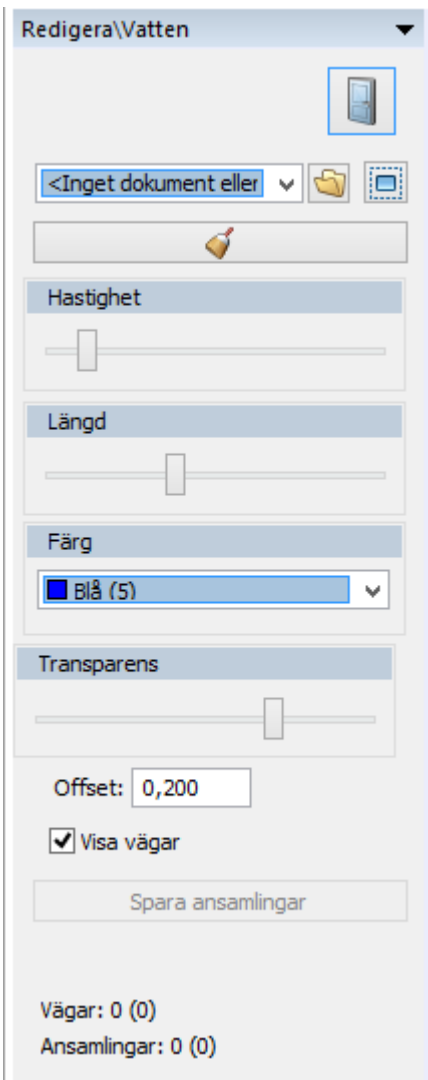 Redigera\Vatten
<Inget dokument eller
Hastighet
Längd
Färg
Blå (5)
Transparens
Offset: 0,200
Visa vägar
Spara ansamlingar
Vägar: 0 (0)
Ansamlingar: 0 (0)